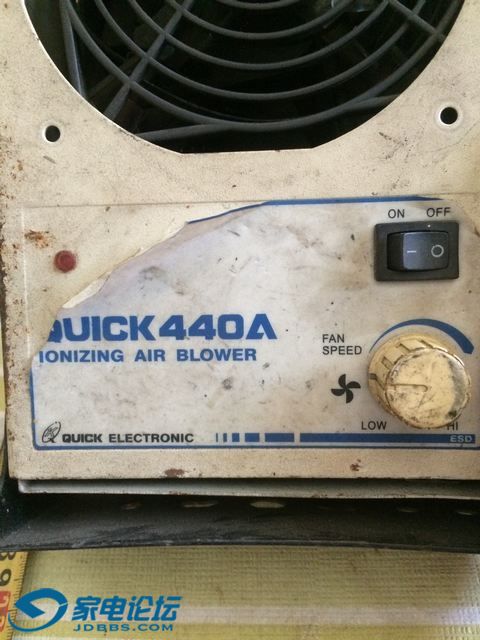 ON OFF
QUICK440A
IONIZING AIR BLOWER
FAN
SPEED
LOW HI
QUICK ELECTRONIC
ESD
家电论坛
JDBBS.COM